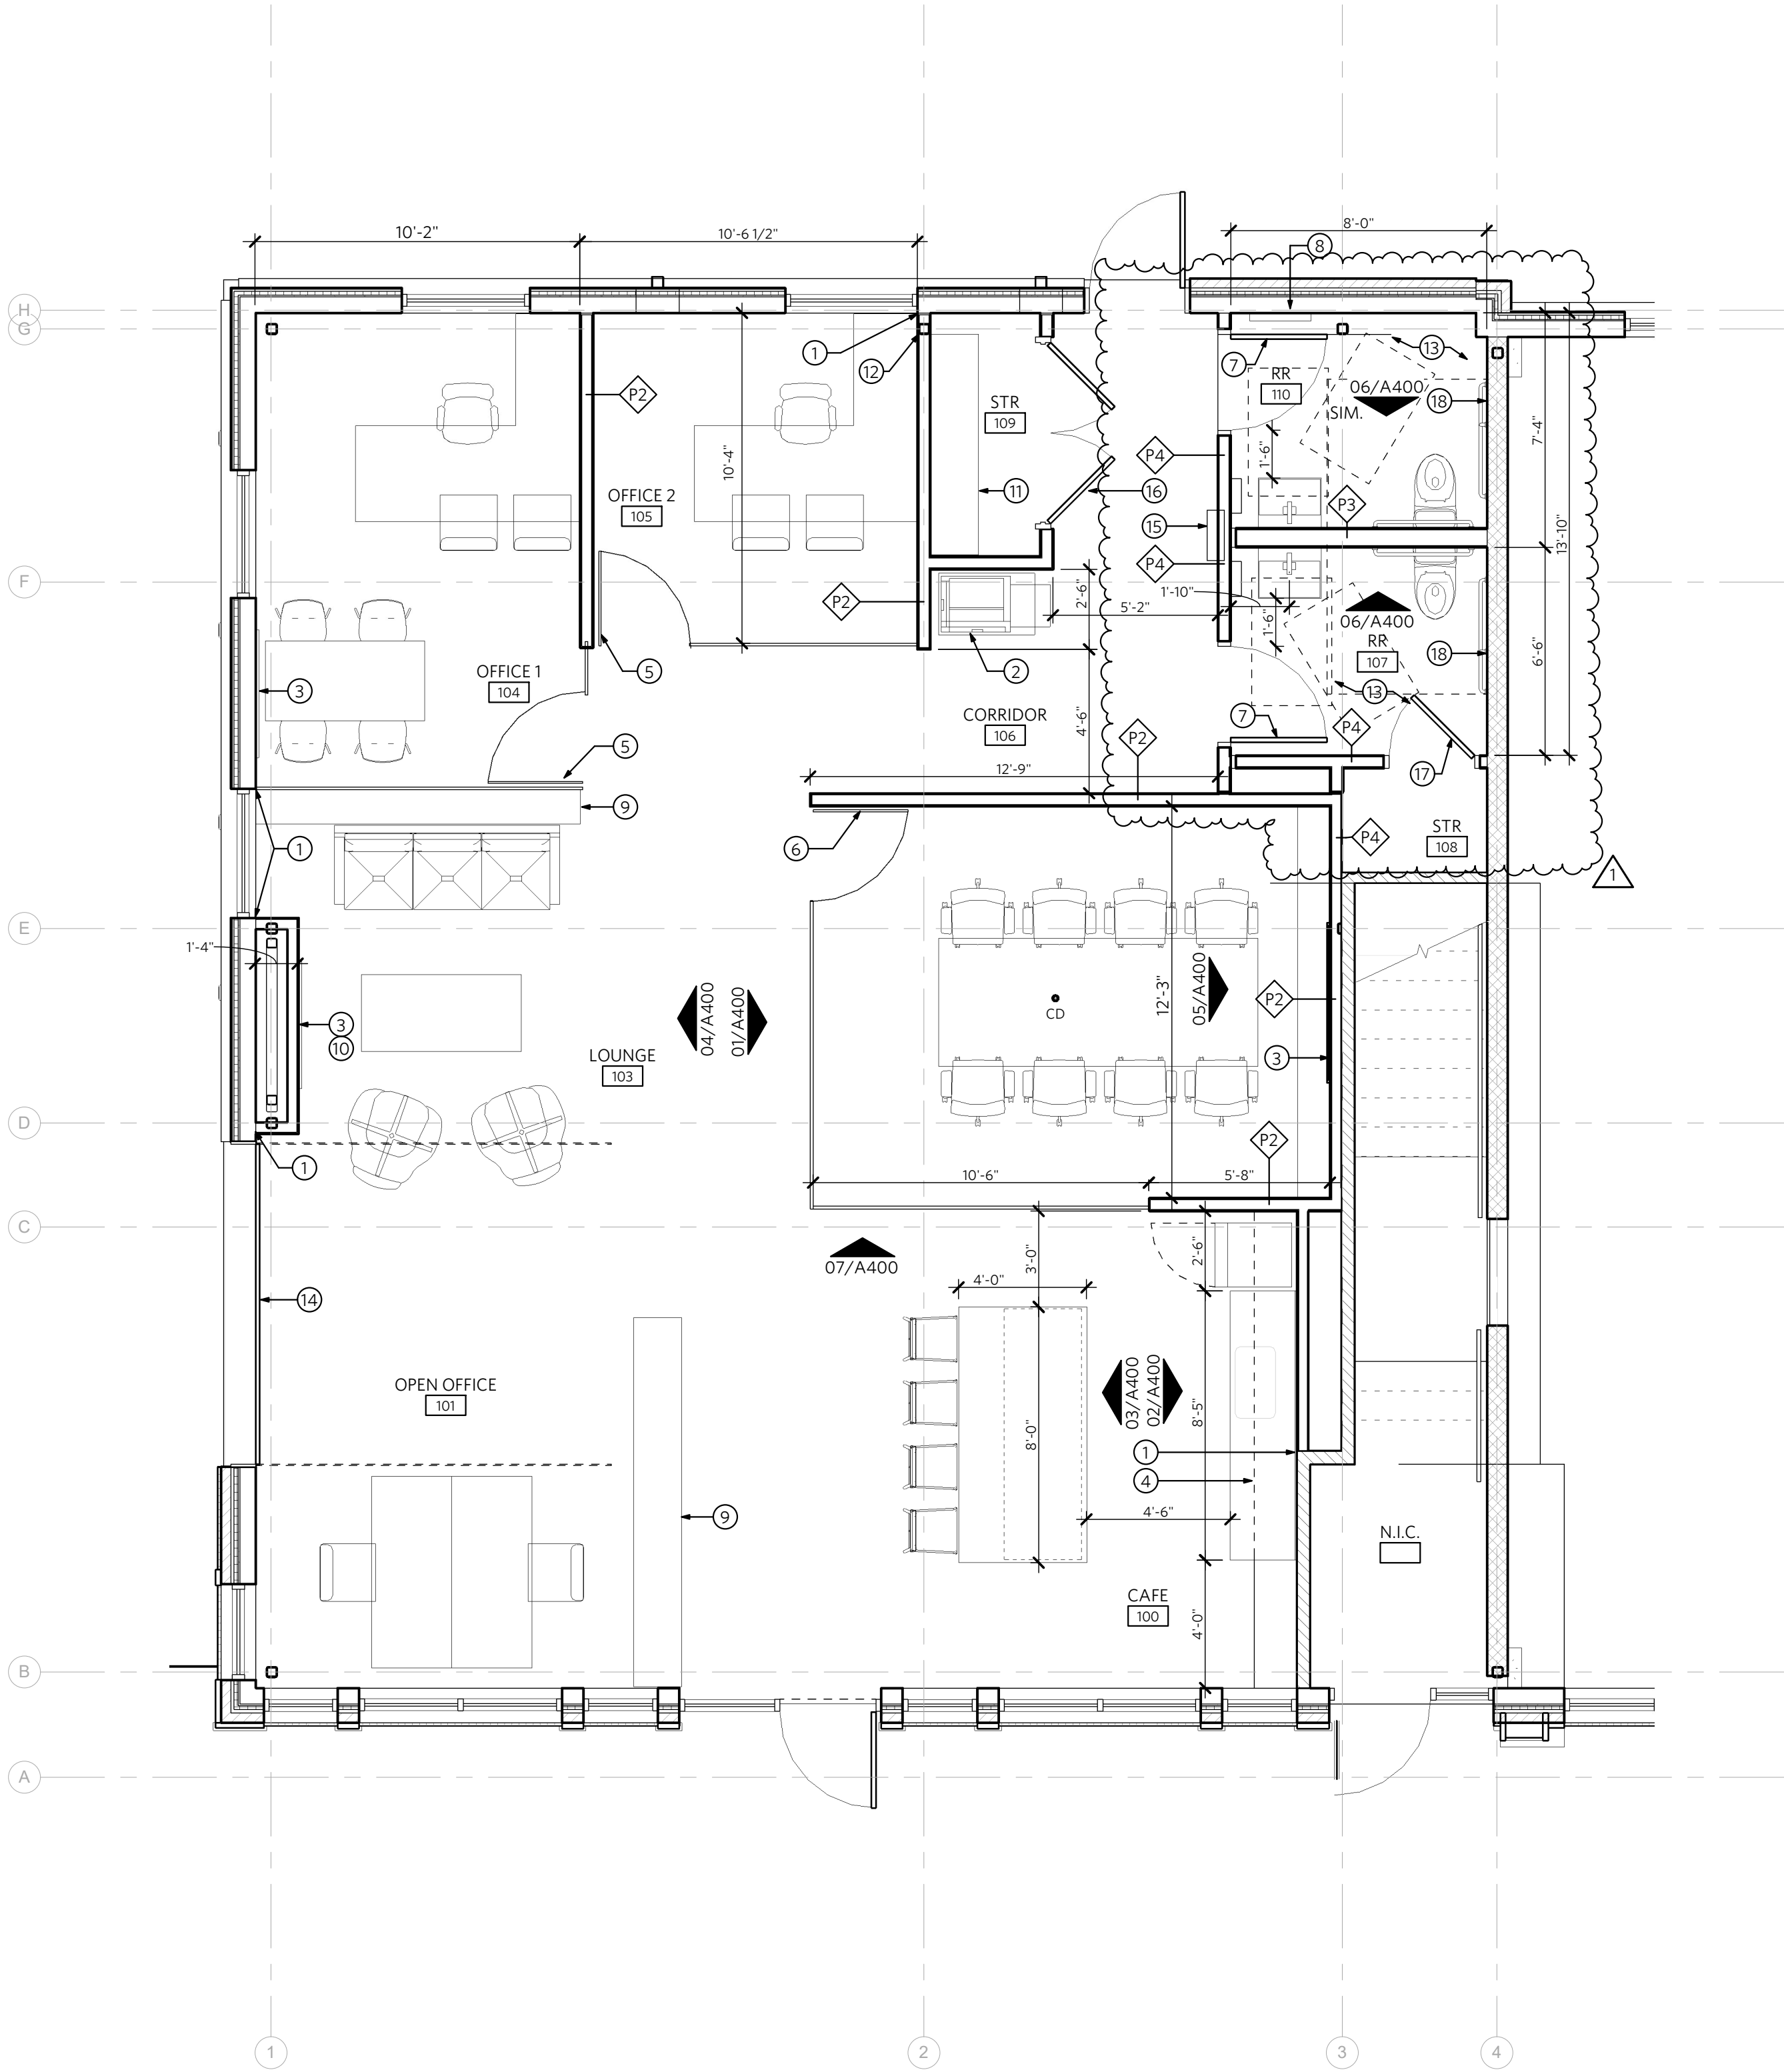 10'-2"
10'-6 1/2"
8'-0"
8
H
G
1
12
7
13
RR
110
06/A400
SIM.
18
P2
STR
109
7'-4"
10'-4"
P4
1'-6"
11
16
OFFICE 2
105
P3
15
13'-10"
P4
F
1'-10"
P2
2'-6"
5'-2"
1'-6"
06/A400
RR
107
18
6'-6"
OFFICE 1
104
5
2
3
13
CORRIDOR
106
4'-6"
7
P2
P4
5
12'-9"
17
9
STR
108
P4
1
6
1
E
1'-4"
04/A400
01/A400
12'-3"
05/A400
P2
CD
3
10
LOUNGE
103
3
D
P2
1
10'-6"
5'-8"
C
3'-0"
2'-6"
07/A400
4'-0"
14
OPEN OFFICE
101
03/A400
02/A400
8'-5"
8'-0"
1
4
9
4'-6"
N.I.C.
CAFE
100
4'-0"
B
A
1
2
3
4